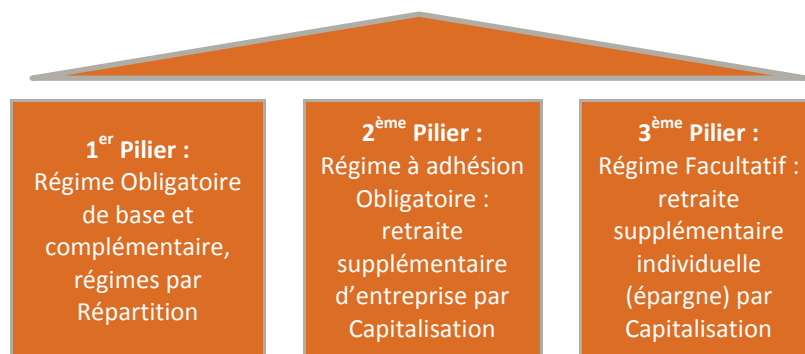 1er Pilier :
Régime Obligatoire
de base et
complémentaire,
régimes par
Répartition
2ème Pilier :
Régime à adhésion
Obligatoire :
retraite
supplémentaire
d’entreprise par
Capitalisation
3ème Pilier :
Régime Facultatif :
retraite
supplémentaire
individuelle
(épargne) par
Capitalisation